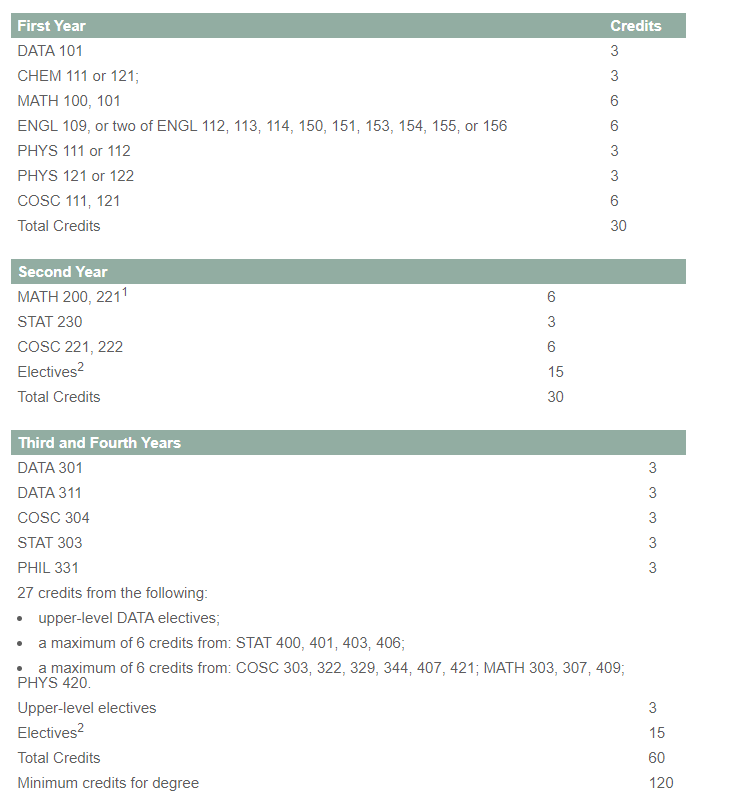 First Year Credits
DATA 101 3
CHEM 111 or 121; 3
MATH 100, 101 6
ENGL 109, or two of ENGL 112, 113, 114, 150, 151, 153, 154, 155, or 156 6
PHYS 111 or 112 3
PHYS 121 or 122 3
COSC 111, 121 6
Total Credits 30
Second Year
MATH 200, 221¹ 6
STAT 230 3
COSC 221, 222 6
Electives² 15
Total Credits 30
Third and Fourth Years
DATA 301 3
DATA 311 3
COSC 304 3
STAT 303 3
PHIL 331 3
27 credits from the following:
• upper-level DATA electives;
• a maximum of 6 credits from: STAT 400, 401, 403, 406;
• a maximum of 6 credits from: COSC 303, 322, 329, 344, 407, 421; MATH 303, 307, 409;
PHYS 420.
Upper-level electives 3
Electives² 15
Total Credits 60
Minimum credits for degree 120